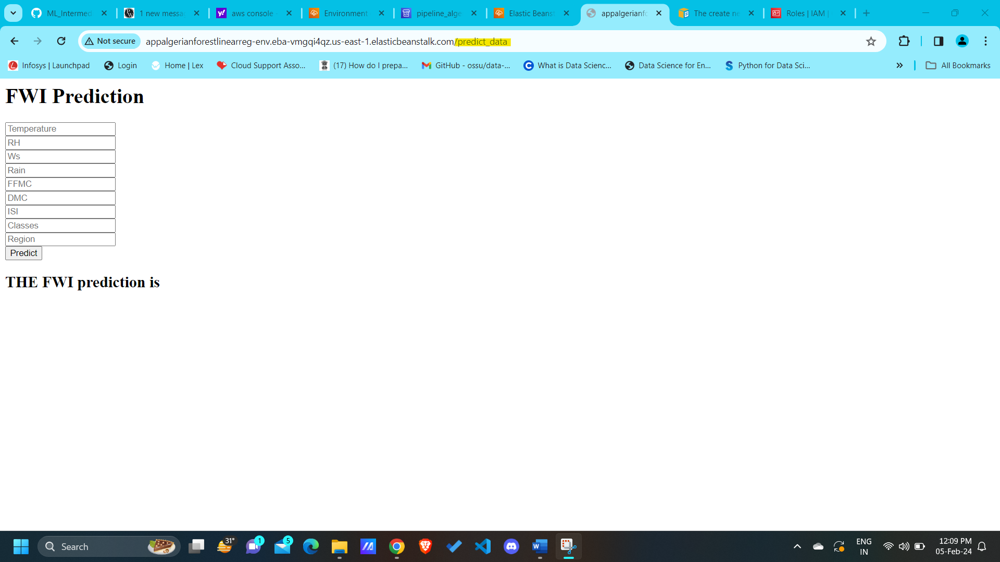 ML_Intermed
1 new messag
aws console -
Environment
pipeline_alge
Elastic Beanst
appalgerianfo
The create ne
Roles | IAM |
Not secure
appalgerianforestlinearreg-env.eba-vmgqi4qz.us-east-1.elasticbeanstalk.com/predict_data
Infosys | Launchpad
Login
Home | Lex
Cloud Support Asso...
(17) How do I prepa...
GitHub - ossu/data-...
What is Data Scienc...
Data Science for En...
Python for Data Sci...
All Bookmarks
FWI Prediction
Temperature
RH
Ws
Rain
FFMC
DMC
ISI
Classes
Region
Predict
THE FWI prediction is
Search
31°
1
5
ENG
IN
12:09 PM
05-Feb-24